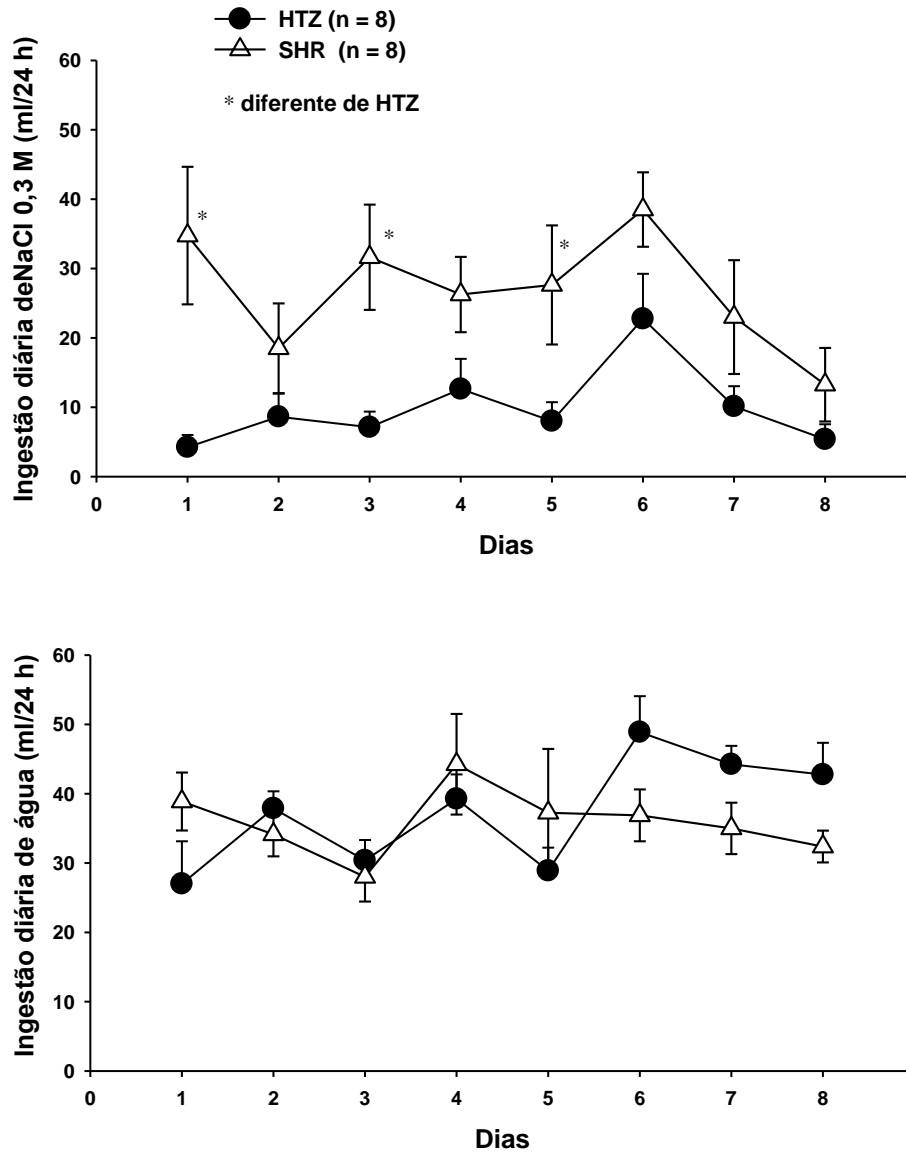 HTZ (n = 8)
SHR (n = 8)
* diferente de HTZ
Ingestão diária deNaCl 0,3 M (ml/24 h)
60
50
40
30
20
10
0
0 1 2 3 4 5 6 7 8
* * *
Dias
Ingestão diária de água (ml/24 h)
60
50
40
30
20
10
0
0 1 2 3 4 5 6 7 8
Dias